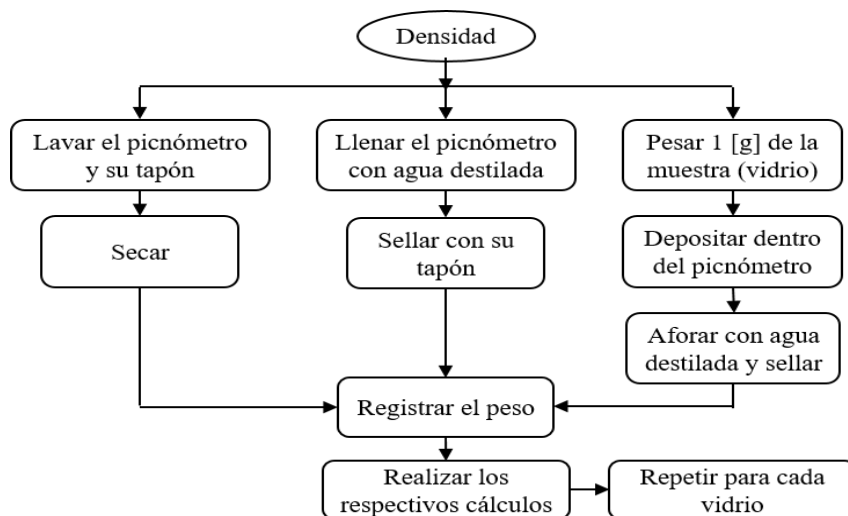 Densidad
Lavar el picnómetro
y su tapón
Llenar el picnómetro
con agua destilada
Pesar 1 [g] de la
muestra (vidrio)
Secar
Sellar con su
tapón
Depositar dentro
del picnómetro
Aforar con agua
destilada y sellar
Registrar el peso
Realizar los
respectivos cálculos
Repetir para cada
vidrio